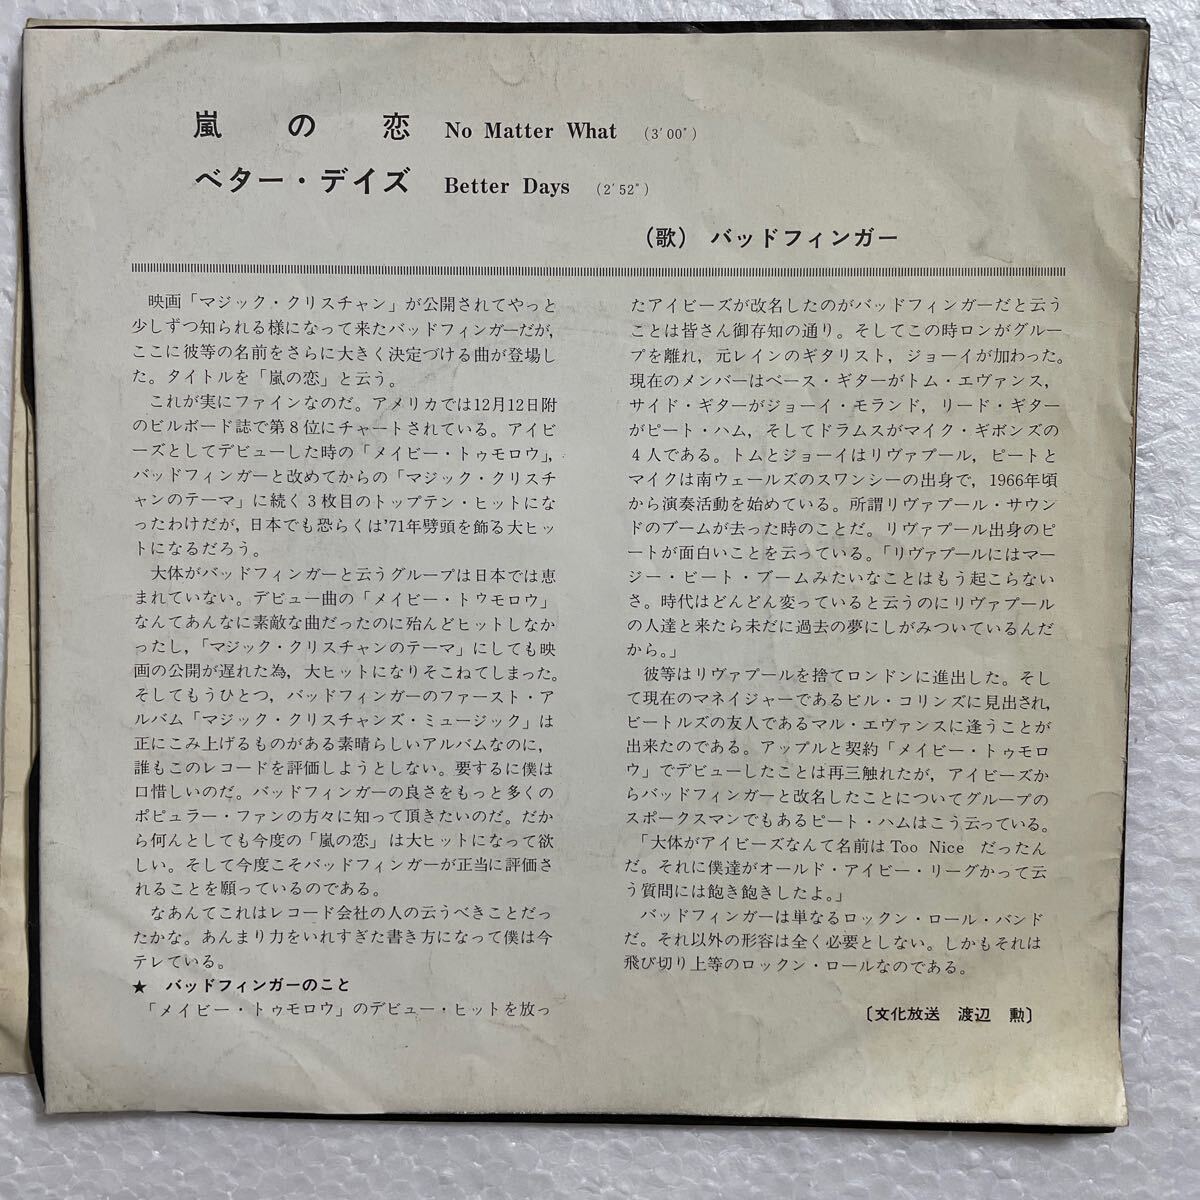 嵐の恋 No Matter What (3′00″)
ベター・デイズ Better Days (2′52″)
(歌) バッドフィンガー
映画「マジック・クリスチャン」が公開されてやっと
少しずつ知られる様になって来たバッドフィンガーだが,
ここに彼等の名前をさらに大きく決定づける曲が登場し
た。タイトルを「嵐の恋」と云う。
これが実にファインなのだ。アメリカでは12月12日附
のビルボード誌で第8位にチャートされている。アイビ
ーズとしてデビューした時の「メイビー・トゥモロウ」,
バッドフィンガーと改めてからの「マジック・クリスチ
ャンのテーマ」に続く3枚目のトップテン・ヒットにな
ったわけだが, 日本でも恐らくは'71年劈頭を飾る大ヒッ
トになるだろう。
大体がバッドフィンガーと云うグループは日本では恵
まれていない。デビュー曲の「メイビー・トゥモロウ」
なんてあんなに素敵な曲だったのに殆んどヒットしなか
ったし,「マジック・クリスチャンのテーマ」にしても映
画の公開が遅れた為, 大ヒットになりそこねてしまった。
そしてもうひとつ, バッドフィンガーのファースト・ア
ルバム「マジック・クリスチャンズ・ミュージック」は
正にこみ上げるものがある素晴らしいアルバムなのに,
誰もこのレコードを評価しようとしない。要するに僕は
口惜しいのだ。バッドフィンガーの良さをもっと多くの
ポピュラー・ファンの方々に知って頂きたいのだ。だか
ら何んとしても今度の「嵐の恋」は大ヒットになって欲
しい。そして今度こそバッドフィンガーが正当に評価さ
れることを願っているのである。
なあんてこれはレコード会社の人の云うべきことだっ
たかな。あんまり力をいれすぎた書き方になって僕は今
テレている。
★ バッドフィンガーのこと
「メイビー・トゥモロウ」のデビュー・ヒットを放っ
たアイビーズが改名したのがバッドフィンガーだと云う
ことは皆さん御存知の通り。そしてこの時ロンがグルー
プを離れ, 元レインのギタリスト, ジョーイが加わった。
現在のメンバーはベース・ギターがトム・エヴァンス,
サイド・ギターがジョーイ・モランド, リード・ギター
がピート・ハム, そしてドラムスがマイク・ギボンズの
4人である。トムとジョーイはリヴァプール, ピートと
マイクは南ウェールズのスワンシーの出身で, 1966年頃
から演奏活動を始めている。所謂リヴァプール・サウン
ドのブームが去った時のことだ。リヴァプール出身のピ
ートが面白いことを云っている。「リヴァプールにはマー
ジー・ビート・ブームみたいなことはもう起こらない
さ。時代はどんどん変っていると云うのにリヴァプール
の人達と来たら未だに過去の夢にしがみついているんだ
から。」
彼等はリヴァプールを捨てロンドンに進出した。そし
て現在のマネイジャーであるビル・コリンズに見出され,
ビートルズの友人であるマル・エヴァンスに逢うことが
出来たのである。アップルと契約「メイビー・トゥモロ
ウ」でデビューしたことは再三触れたが, アイビーズか
らバッドフィンガーと改名したことについてグループの
スポークスマンでもあるピート・ハムはこう云っている。
「大体がアイビーズなんて名前は Too Nice だったん
だ。それに僕達がオールド・アイビー・リーグかって云
う質問には飽き飽きしたよ。」
バッドフィンガーは単なるロックン・ロール・バンド
だ。それ以外の形容は全く必要としない。しかもそれは
飛び切り上等のロックン・ロールなのである。
〔文化放送 渡辺 勲〕